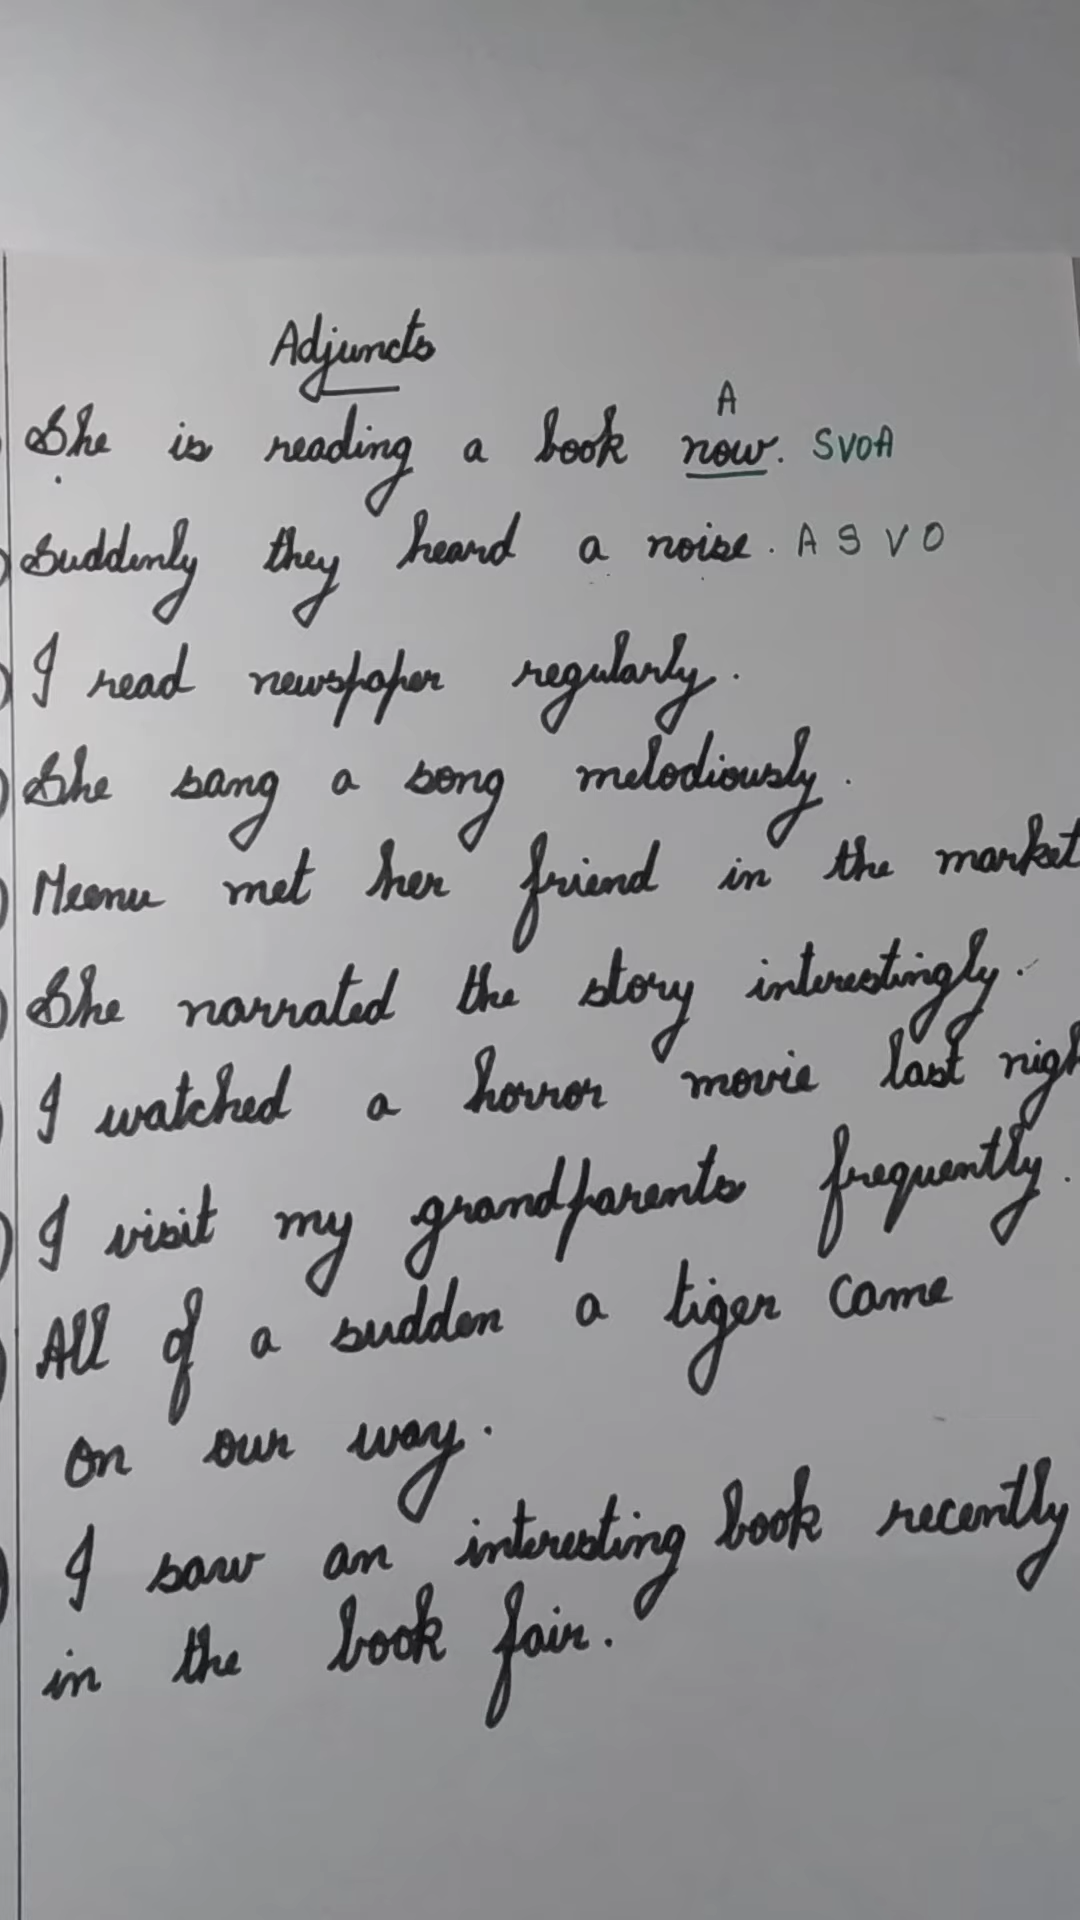 Adjuncts
A
She is reading a book now. SVOA
Suddenly they heard a noise. A S V O
I read newspaper regularly.
She sang a song melodiously.
Meenu met her friend in the market
She narrated the story interestingly.
I watched a horror movie last nigh
I visit my grandparents frequently.
All of a sudden a tiger came
on our way.
I saw an interesting book recently
in the book fair.